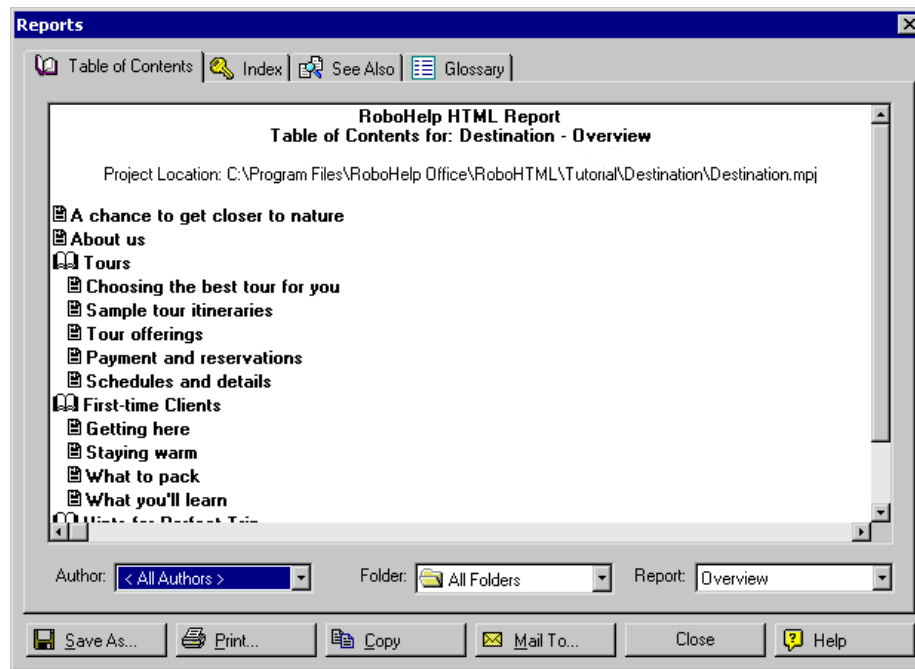 Reports
Table of Contents Index See Also Glossary
RoboHelp HTML Report
Table of Contents for: Destination - Overview
Project Location: C:\Program Files\RoboHelp Office\RoboHTML\Tutorial\Destination\Destination.mpj
A chance to get closer to nature
About us
Tours
Choosing the best tour for you
Sample tour itineraries
Tour offerings
Payment and reservations
Schedules and details
First-time Clients
Getting here
Staying warm
What to pack
What you'll learn
Hints for Perfect Trip
Author: < All Authors > Folder: All Folders Report: Overview
Save As... Print... Copy Mail To... Close Help